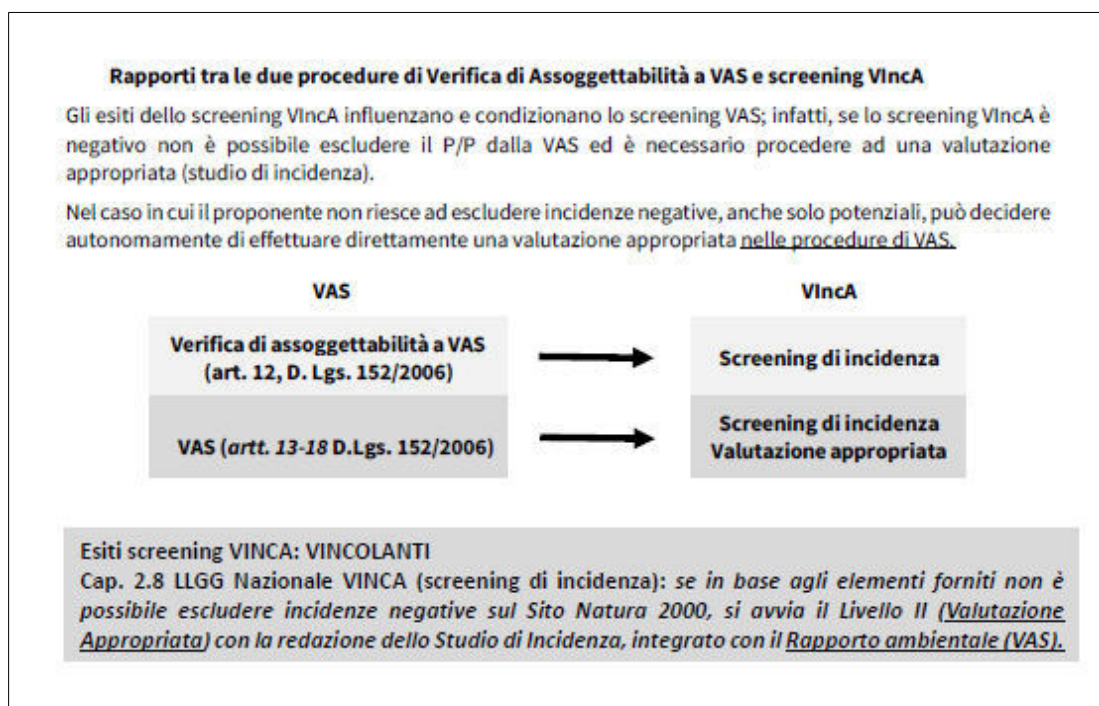 Rapporti tra le due procedure di Verifica di Assoggettabilità a VAS e screening VIncA
Gli esiti dello screening VIncA influenzano e condizionano lo screening VAS; infatti, se lo screening VIncA è
negativo non è possibile escludere il P/P dalla VAS ed è necessario procedere ad una valutazione
appropriata (studio di incidenza).
Nel caso in cui il proponente non riesce ad escludere incidenze negative, anche solo potenziali, può decidere
autonomamente di effettuare direttamente una valutazione appropriata nelle procedure di VAS.
VAS
VIncA
Verifica di assoggettabilità a VAS
(art. 12, D. Lgs. 152/2006)
Screening di incidenza
VAS (artt. 13-18 D.Lgs. 152/2006)
Screening di incidenza
Valutazione appropriata
Esiti screening VINCA: VINCOLANTI
Cap. 2.8 LLGG Nazionale VINCA (screening di incidenza): se in base agli elementi forniti non è
possibile escludere incidenze negative sul Sito Natura 2000, si avvia il Livello II (Valutazione
Appropriata) con la redazione dello Studio di Incidenza, integrato con il Rapporto ambientale (VAS).